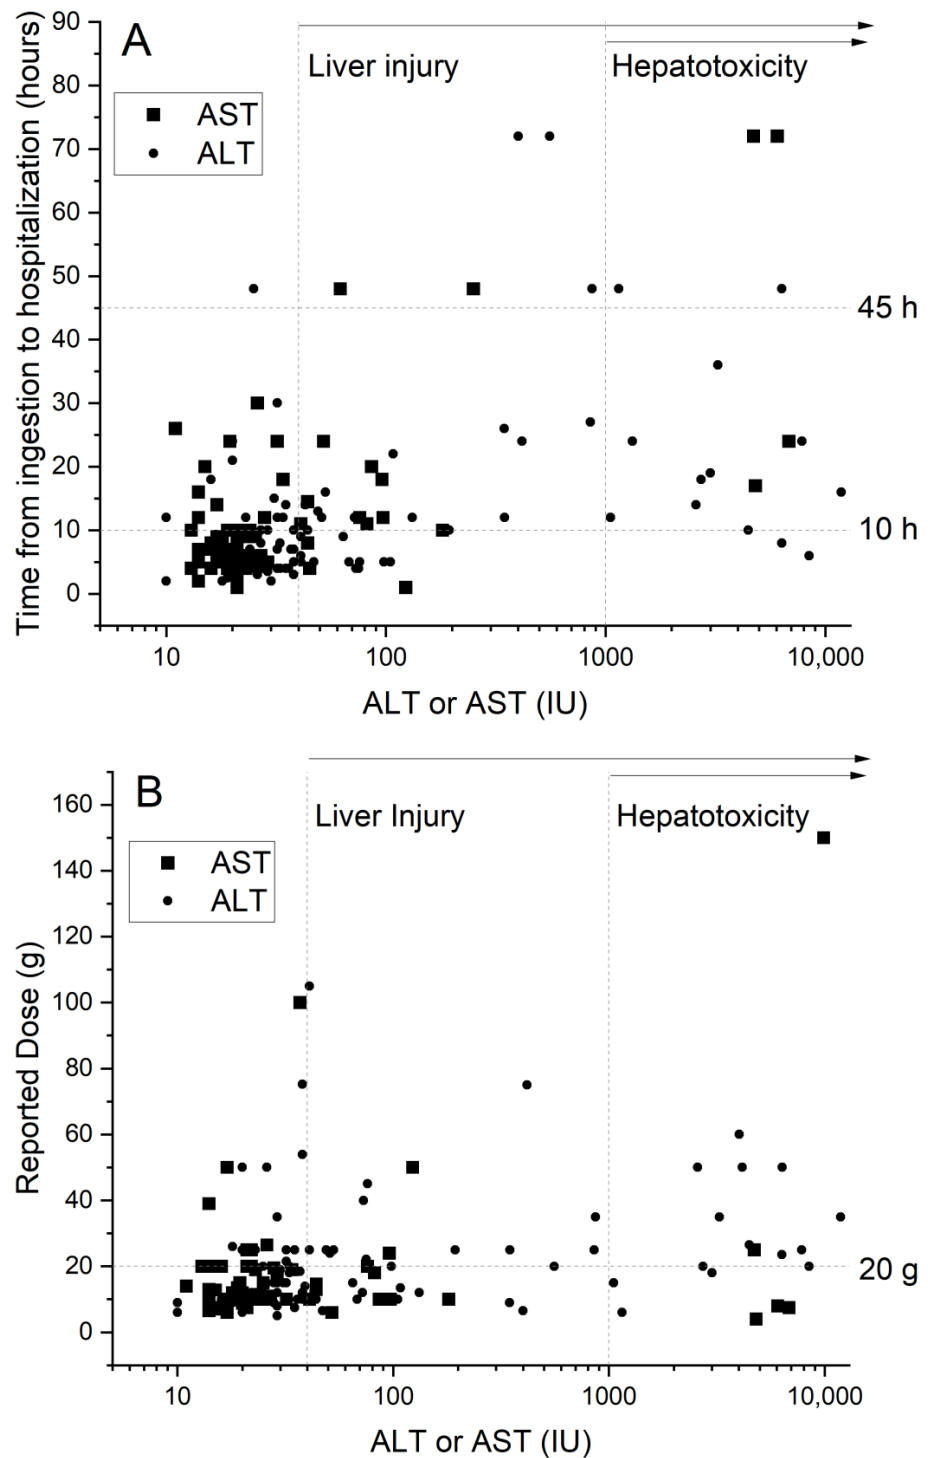 A
Liver injury
Hepatotoxicity
AST
ALT
Time from ingestion to hospitalization (hours)
90
80
70
60
50
40
30
20
10
0
45 h
10 h
10
100
1000
10,000
ALT or AST (IU)
B
Liver Injury
Hepatotoxicity
AST
ALT
Reported Dose (g)
160
140
120
100
80
60
40
20
0
20 g
10
100
1000
10,000
ALT or AST (IU)